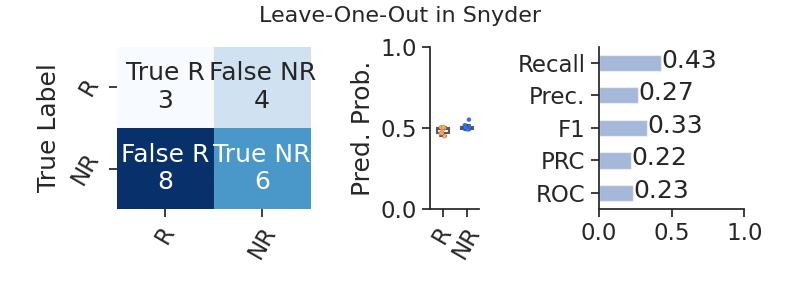 Leave-One-Out in Snyder
True Label
R
NR
True R
3
False NR
4
False R
8
True NR
6
R
NR
Pred. Prob.
1.0
0.5
0.0
R
NR
Recall
0.43
Prec.
0.27
F1
0.33
PRC
0.22
ROC
0.23
0.0
0.5
1.0